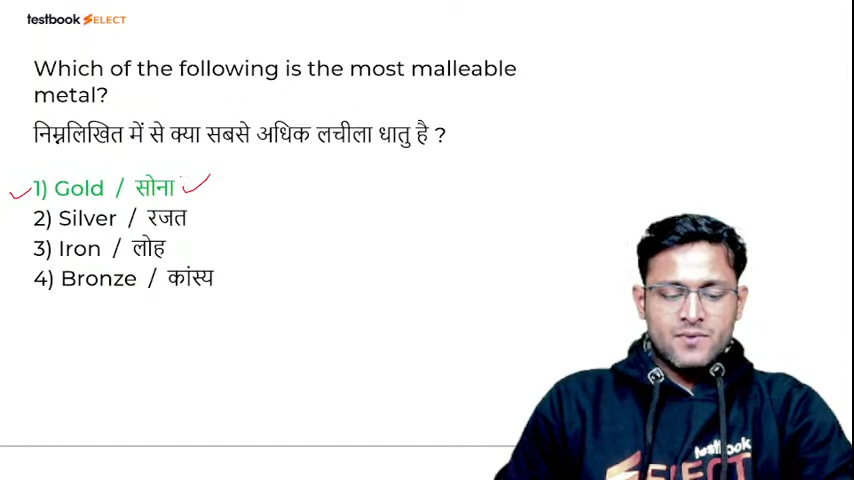 testbook SELECT
Which of the following is the most malleable
metal?
निम्नलिखित में से क्या सबसे अधिक लचीला धातु है ?
1) Gold / सोना
2) Silver / रजत
3) Iron / लोह
4) Bronze / कांस्य
testbook
SELECT